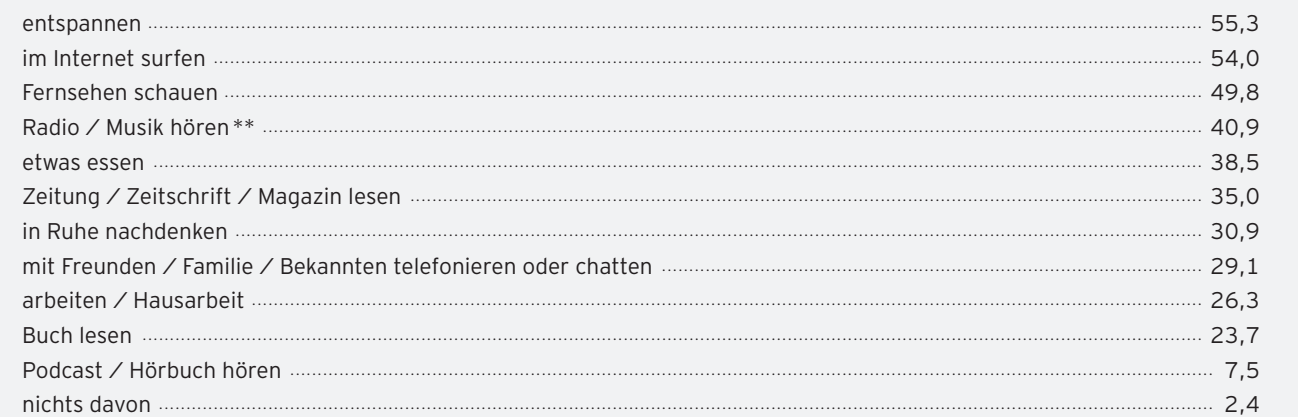 entspannen 55,3
im Internet surfen 54,0
Fernsehen schauen 49,8
Radio / Musik hören** 40,9
etwas essen 38,5
Zeitung / Zeitschrift / Magazin lesen 35,0
in Ruhe nachdenken 30,9
mit Freunden / Familie / Bekannten telefonieren oder chatten 29,1
arbeiten / Hausarbeit 26,3
Buch lesen 23,7
Podcast / Hörbuch hören 7,5
nichts davon 2,4